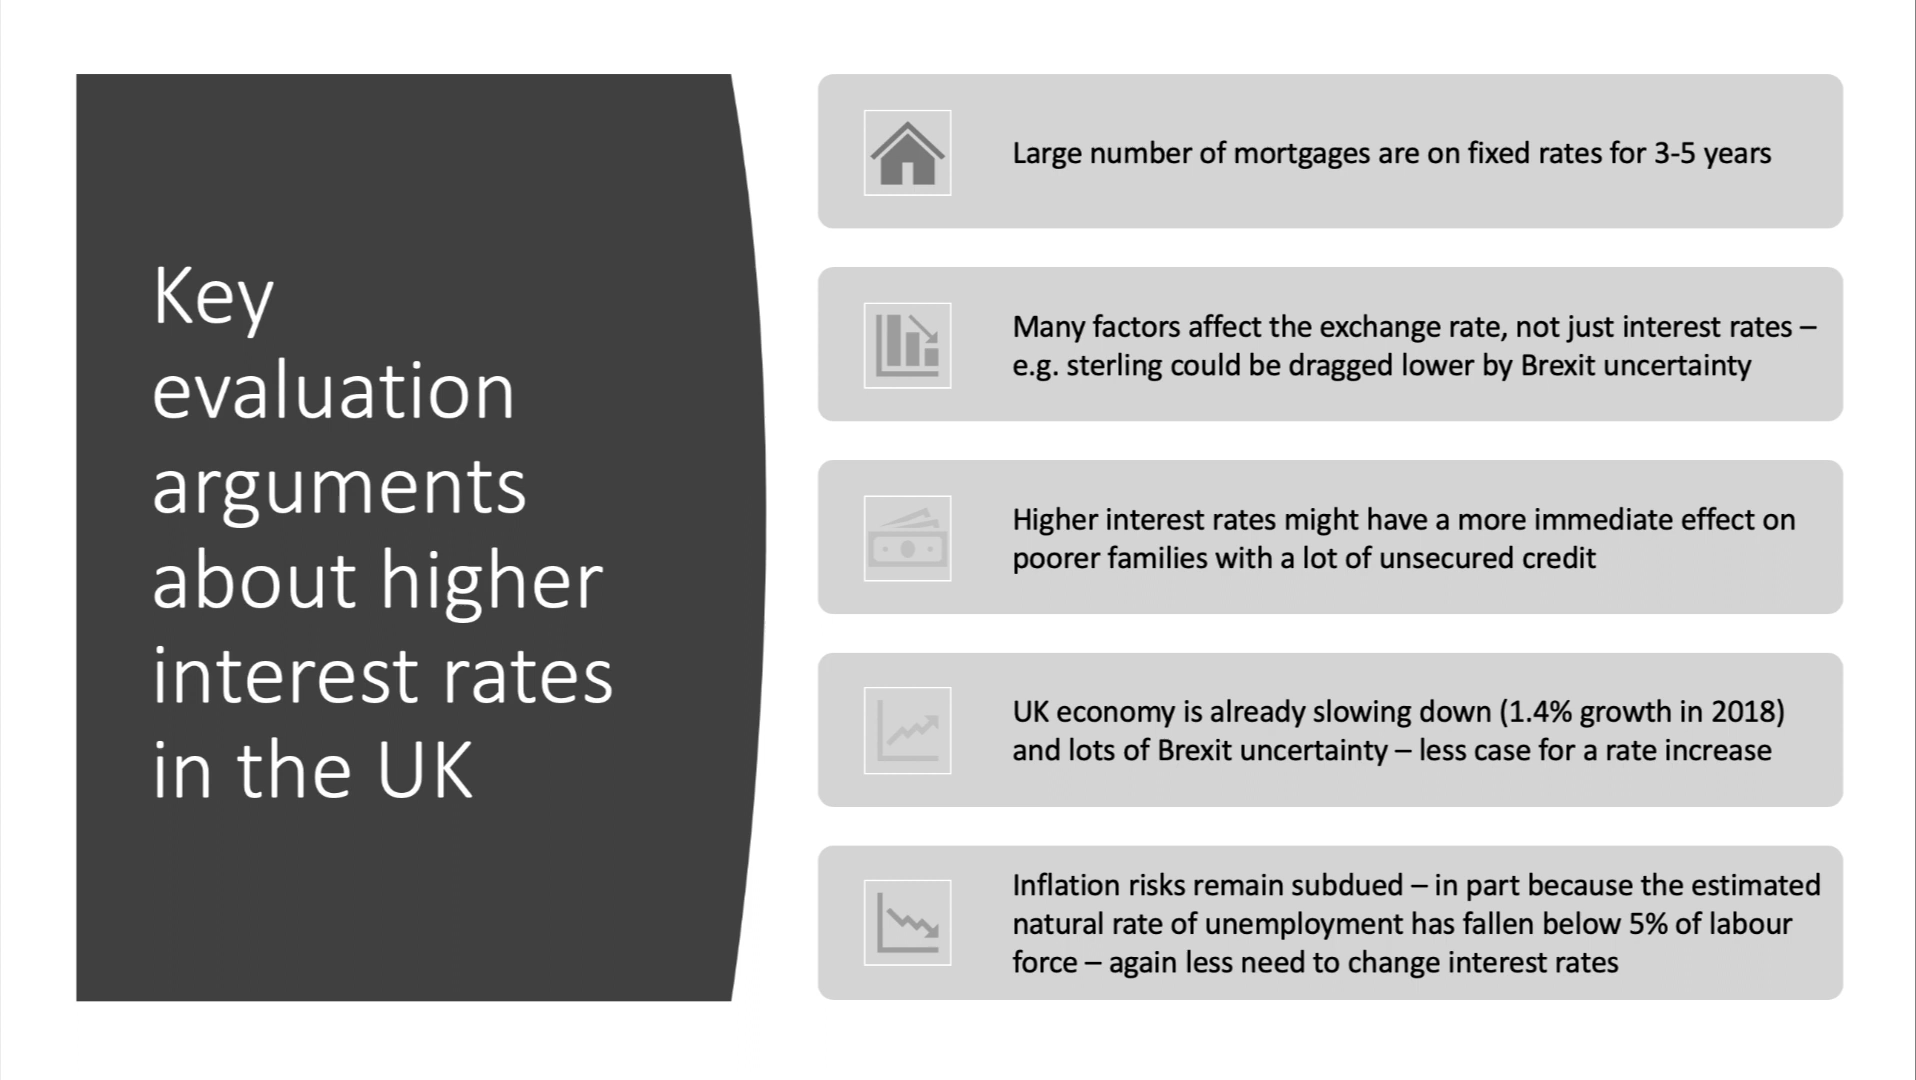 Key
evaluation
arguments
about higher
interest rates
in the UK
Large number of mortgages are on fixed rates for 3-5 years
Many factors affect the exchange rate, not just interest rates –
e.g. sterling could be dragged lower by Brexit uncertainty
Higher interest rates might have a more immediate effect on
poorer families with a lot of unsecured credit
UK economy is already slowing down (1.4% growth in 2018)
and lots of Brexit uncertainty – less case for a rate increase
Inflation risks remain subdued – in part because the estimated
natural rate of unemployment has fallen below 5% of labour
force – again less need to change interest rates